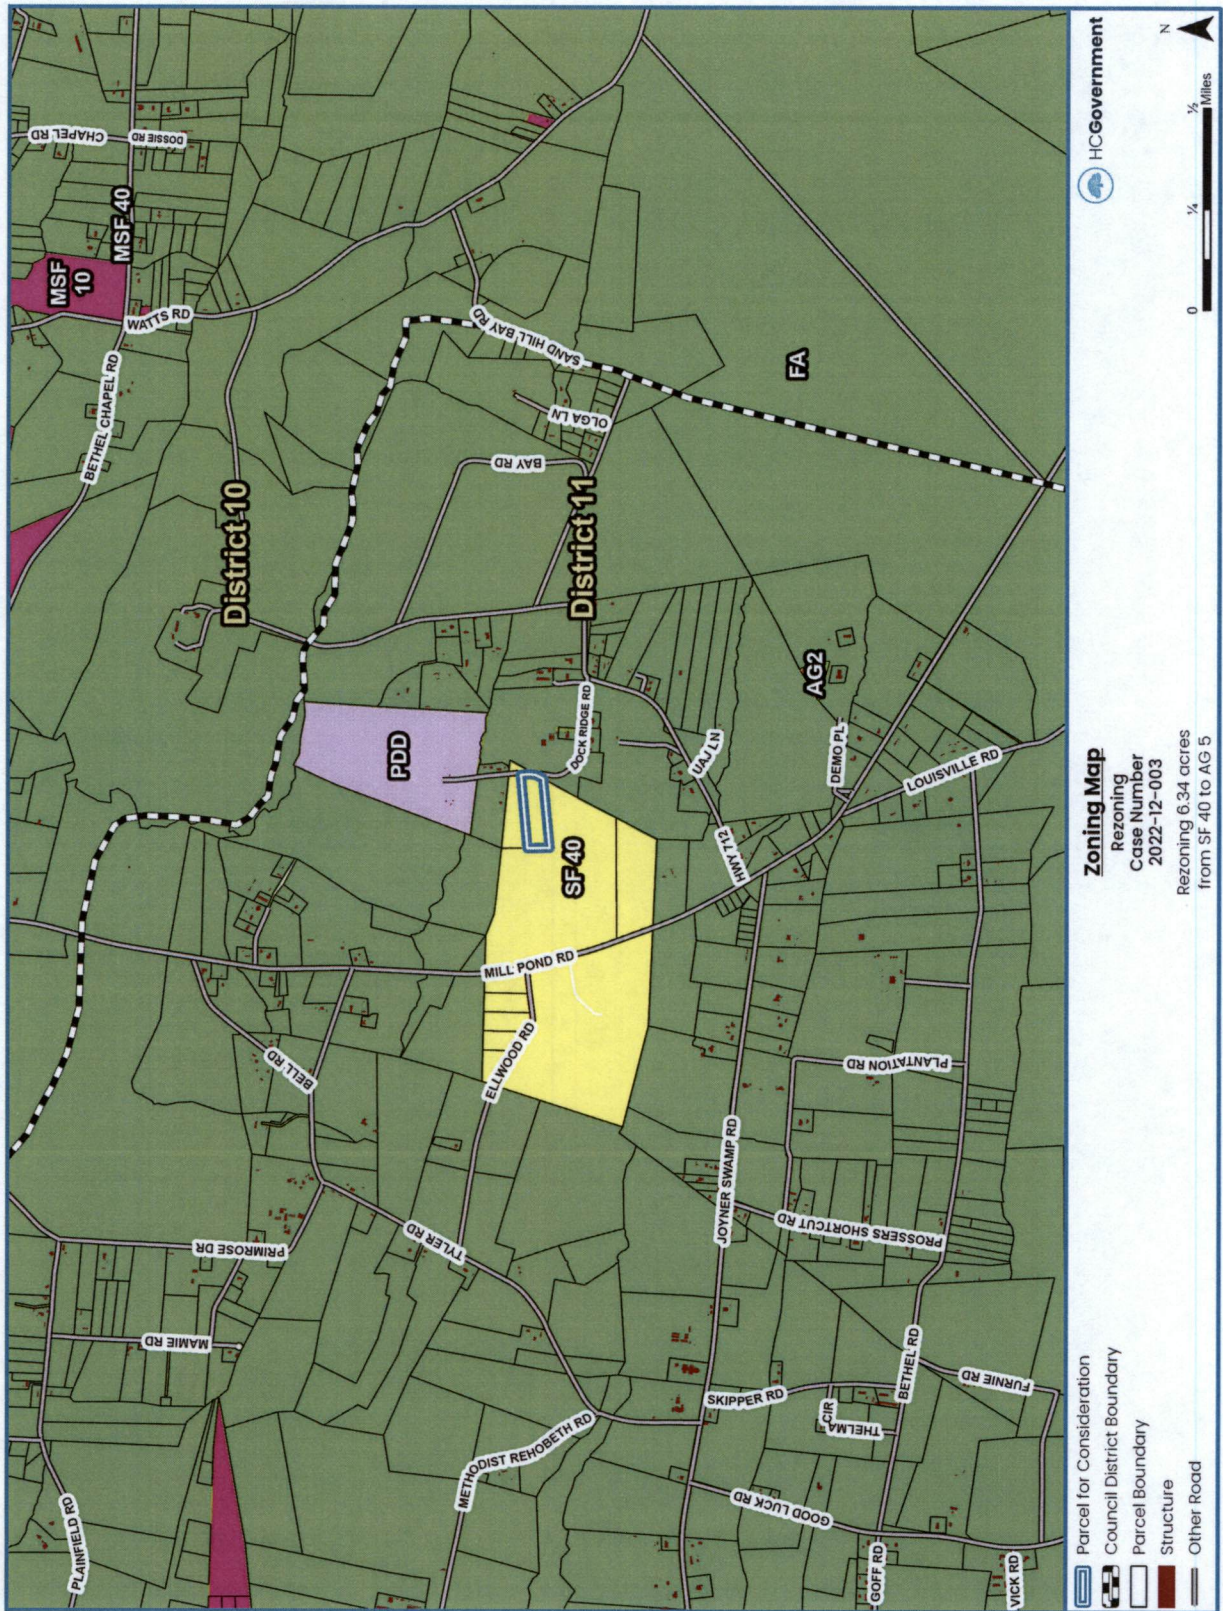 PLAINFIELD RD
MAMIE RD
PRIMROSE DR
BELL RD
TYLER RD
METHODIST REHOBETH RD
ELLWOOD RD
MILL POND RD
SF 40
PDD
District 10
BETHEL CHAPEL RD
WATTS RD
MSF
10
MSF 40
CHAPEL RD
DOSSIE RD
SAND HILL BAY RD
OLGA LN
BAY RD
District 11
DOCK RIDGE RD
UAJ LN
HWY 712
DEMO PL
AG2
FA
LOUISVILLE RD
JOYNER SWAMP RD
PLANTATION RD
PROSSERS SHORTCUT RD
SKIPPER RD
THELMA
CIR
BETHEL RD
FURNIE RD
GOOD LUCK RD
GOFF RD
VICK RD
Parcel for Consideration
Council District Boundary
Parcel Boundary
Structure
Other Road
Zoning Map
Rezoning
Case Number
2022-12-003
Rezoning 6.34 acres
from SF 40 to AG 5
HCGovernment
0 ¼ ½
Miles
N